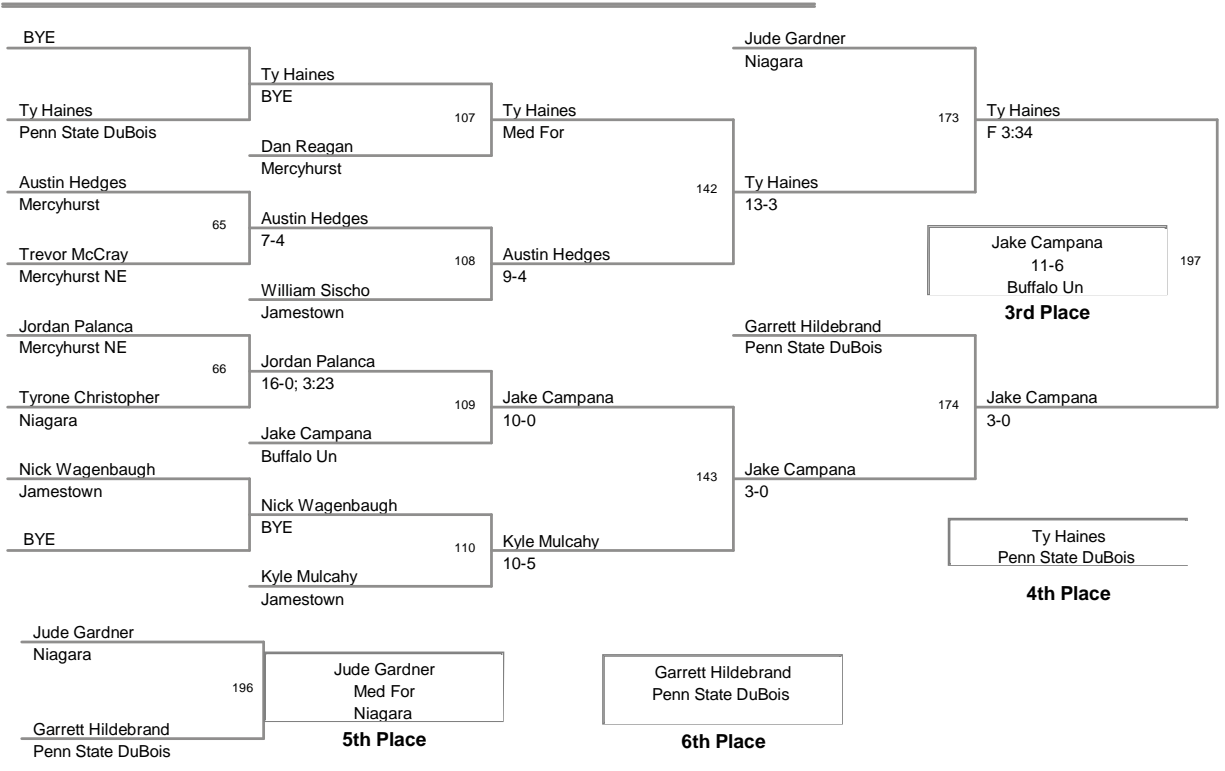 BYE
Ty Haines
Penn State DuBois
Austin Hedges
Mercyhurst
65
Trevor McCray
Mercyhurst NE
Jordan Palanca
Mercyhurst NE
66
Tyrone Christopher
Niagara
Nick Wagenbaugh
Jamestown
BYE
Ty Haines
BYE
107
Dan Reagan
Mercyhurst
Austin Hedges
7-4
108
William Sischo
Jamestown
Jordan Palanca
16-0; 3:23
109
Jake Campana
Buffalo Un
Nick Wagenbaugh
BYE
110
Kyle Mulcahy
Jamestown
Ty Haines
Med For
142
Austin Hedges
9-4
Jake Campana
10-0
143
Kyle Mulcahy
10-5
Jude Gardner
Niagara
173
Ty Haines
13-3
Garrett Hildebrand
Penn State DuBois
174
Jake Campana
3-0
Ty Haines
F 3:34
197
Jake Campana
3-0
Jake Campana
11-6
Buffalo Un
3rd Place
Ty Haines
Penn State DuBois
4th Place
Jude Gardner
Niagara
196
Garrett Hildebrand
Penn State DuBois
Jude Gardner
Med For
Niagara
5th Place
Garrett Hildebrand
Penn State DuBois
6th Place